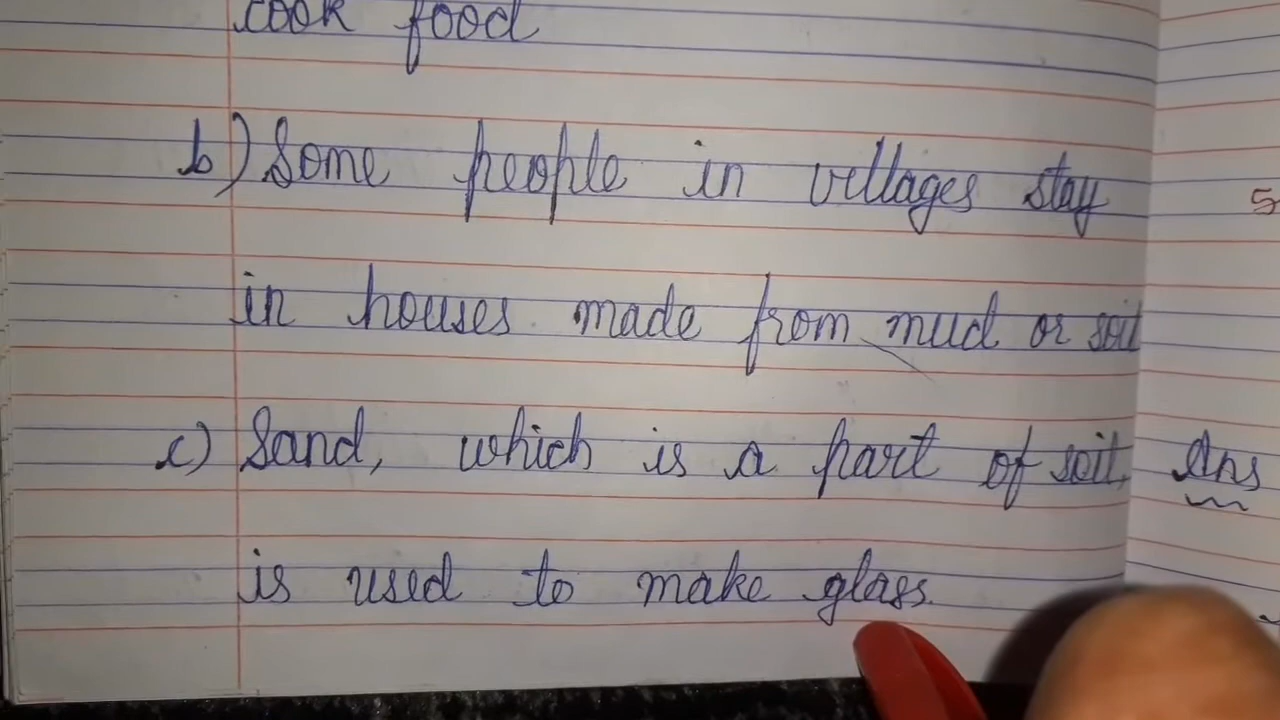 cook food
b) Some people in villages stay
in houses made from mud or soil
c) Sand, which is a part of soil,
is used to make glass.
5
Ans